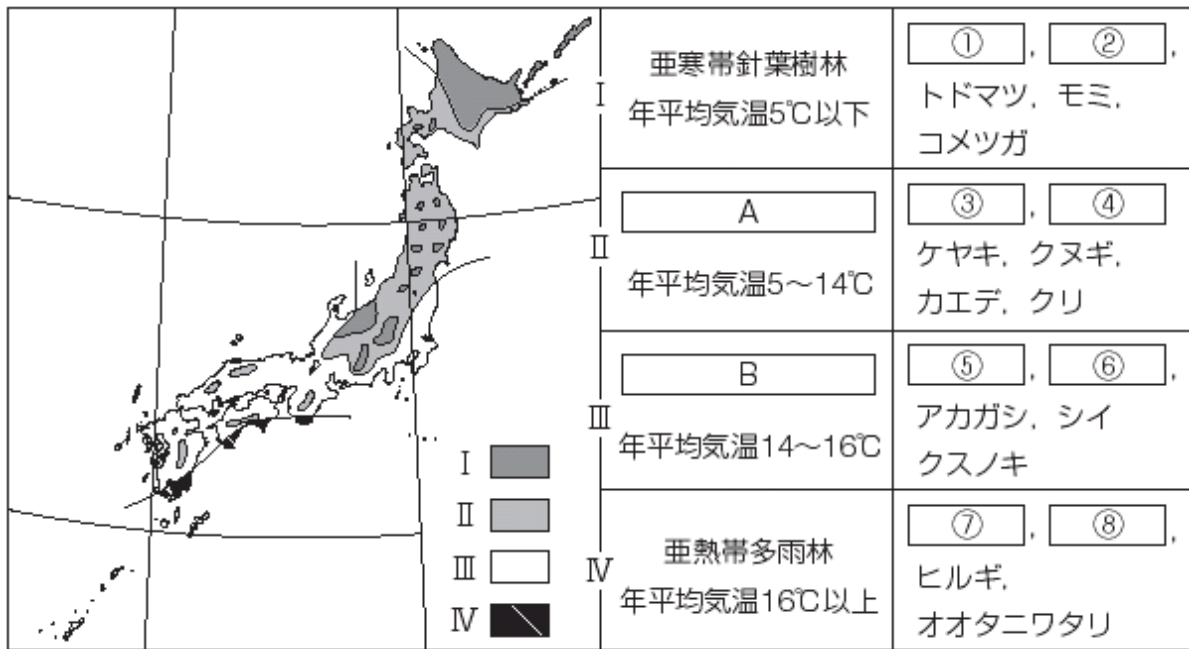 Ⅰ
Ⅱ
Ⅲ
Ⅳ
Ⅰ
亜寒帯針葉樹林
年平均気温5℃以下
①, ②,
トドマツ, モミ,
コメツガ
Ⅱ
A
年平均気温5〜14℃
③, ④
ケヤキ, クヌギ,
カエデ, クリ
Ⅲ
B
年平均気温14〜16℃
⑤, ⑥,
アカガシ, シイ
クスノキ
Ⅳ
亜熱帯多雨林
年平均気温16℃以上
⑦, ⑧,
ヒルギ,
オオタニワタリ